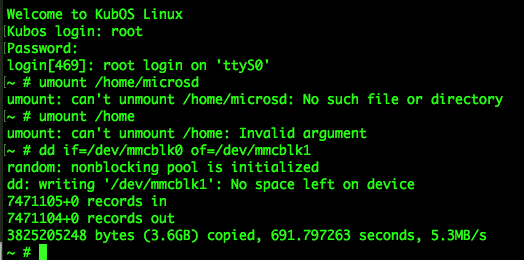 Welcome to KubOS Linux
Kubos login: root
Password:
login[469]: root login on 'ttyS0'
~ # umount /home/microsd
umount: can't unmount /home/microsd: No such file or directory
~ # umount /home
umount: can't unmount /home: Invalid argument
~ # dd if=/dev/mmcblk0 of=/dev/mmcblk1
random: nonblocking pool is initialized
dd: writing '/dev/mmcblk1': No space left on device
7471105+0 records in
7471104+0 records out
3825205248 bytes (3.6GB) copied, 691.797263 seconds, 5.3MB/s
~ #